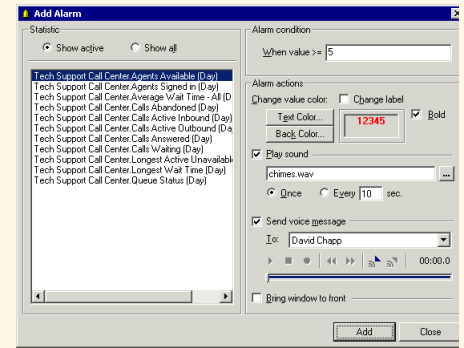 Add Alarm
Statistic
Show active
Show all
Tech Support Call Center.Agents Available (Day)
Tech Support Call Center.Agents Signed in (Day)
Tech Support Call Center.Average Wait Time - All (D
Tech Support Call Center.Calls Abandoned (Day)
Tech Support Call Center.Calls Active Inbound (Day)
Tech Support Call Center.Calls Active Outbound (Da
Tech Support Call Center.Calls Answered (Day)
Tech Support Call Center.Calls Waiting (Day)
Tech Support Call Center.Longest Active Unavailabl
Tech Support Call Center.Longest Wait Time (Day)
Tech Support Call Center.Queue Status (Day)
Alarm condition
When value >= 5
Alarm actions
Change value color:
Change label
Text Color...
12345
Bold
Back Color...
Play sound
chimes.wav
...
Once
Every 10 sec.
Send voice message
To: David Chapp
00:00.0
Bring window to front
Add
Close